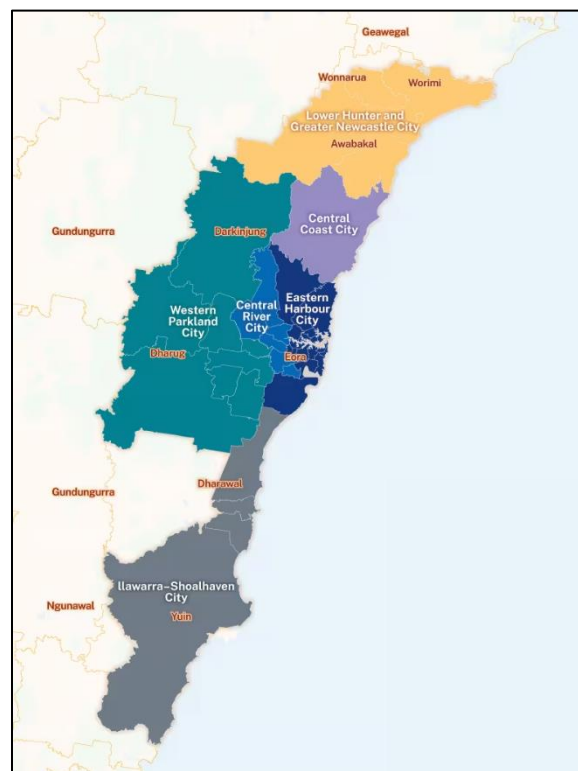 Geawegal
Wonnarua
Worimi
Lower Hunter and
Greater Newcastle City
Awabakal
Central
Coast City
Gundungurra
Darkinjung
Western
Parkland
City
Central
River
City
Eastern
Harbour
City
Dharug
Eora
Dharawal
Gundungurra
Illawarra–Shoalhaven
City
Ngunawal
Yuin